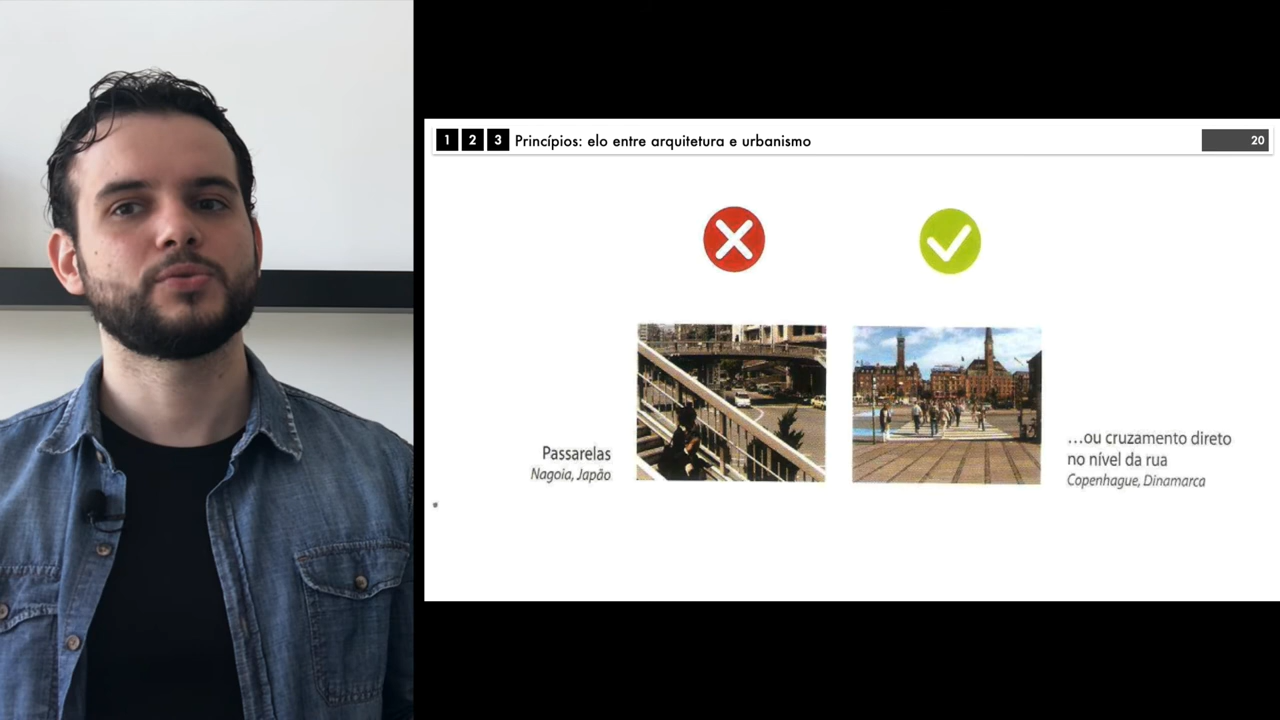 1 2 3 Princípios: elo entre arquitetura e urbanismo 20
Passarelas
Nagoia, Japão
...ou cruzamento direto
no nível da rua
Copenhague, Dinamarca